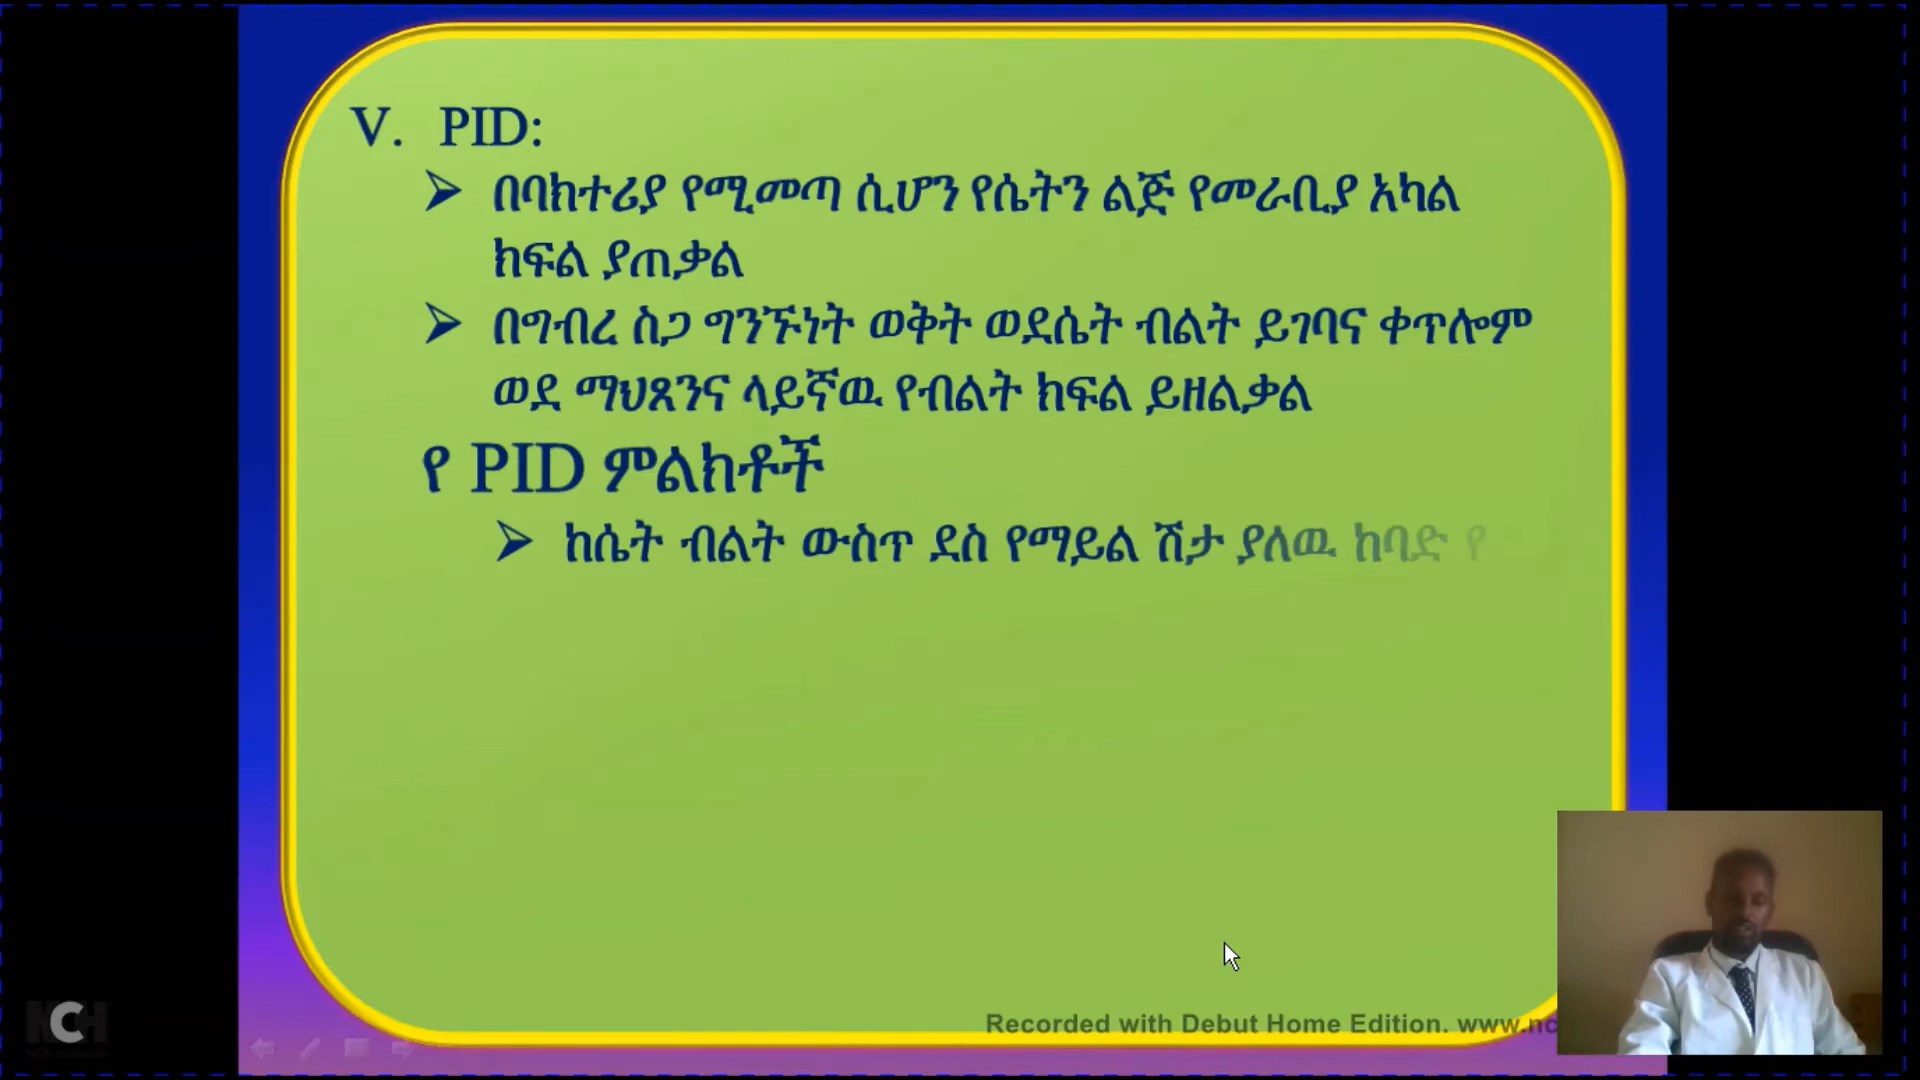 V. PID:
➢ በባክተሪያ የሚመጣ ሲሆን የሴትን ልጅ የመራቢያ አካል
ክፍል ያጠቃል
➢ በግብረ ስጋ ግንኙነት ወቅት ወደሴት ብልት ይገባና ቀጥሎም
ወደ ማህጸንና ላይኛዉ የብልት ክፍል ይዘልቃል
የ PID ምልክቶች
➢ ከሴት ብልት ውስጥ ደስ የማይል ሽታ ያለዉ ከባድ የ
Recorded with Debut Home Edition. www.nc
NCH